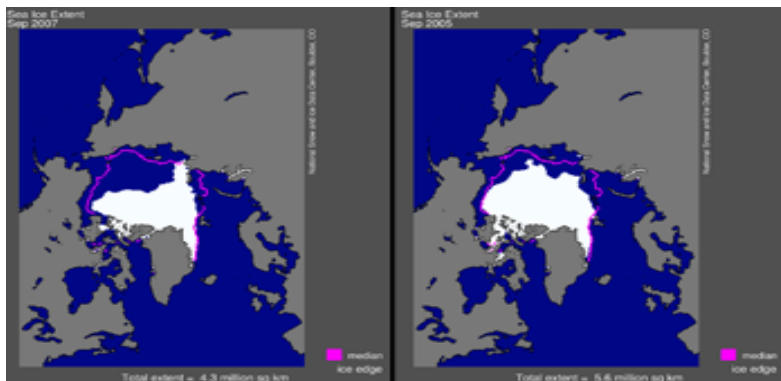 Sea Ice Extent
Sep 2007
National Snow and Ice Data Center, Boulder, CO
median
ice edge
Total extent = 4.3 million sq km
Sea Ice Extent
Sep 2005
National Snow and Ice Data Center, Boulder, CO
median
ice edge
Total extent = 5.6 million sq km